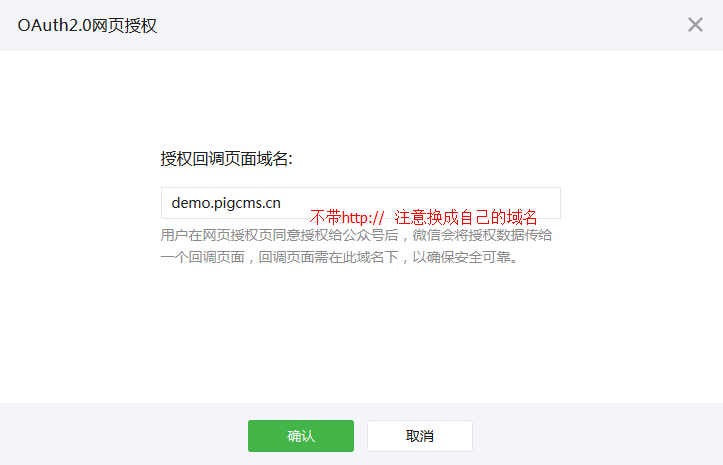 OAuth2.0网页授权
授权回调页面域名:
demo.pigcms.cn
不带http:// 注意换成自己的域名
用户在网页授权页同意授权给公众号后，微信会将授权数据传给
一个回调页面，回调页面需在此域名下，以确保安全可靠。
确认
取消